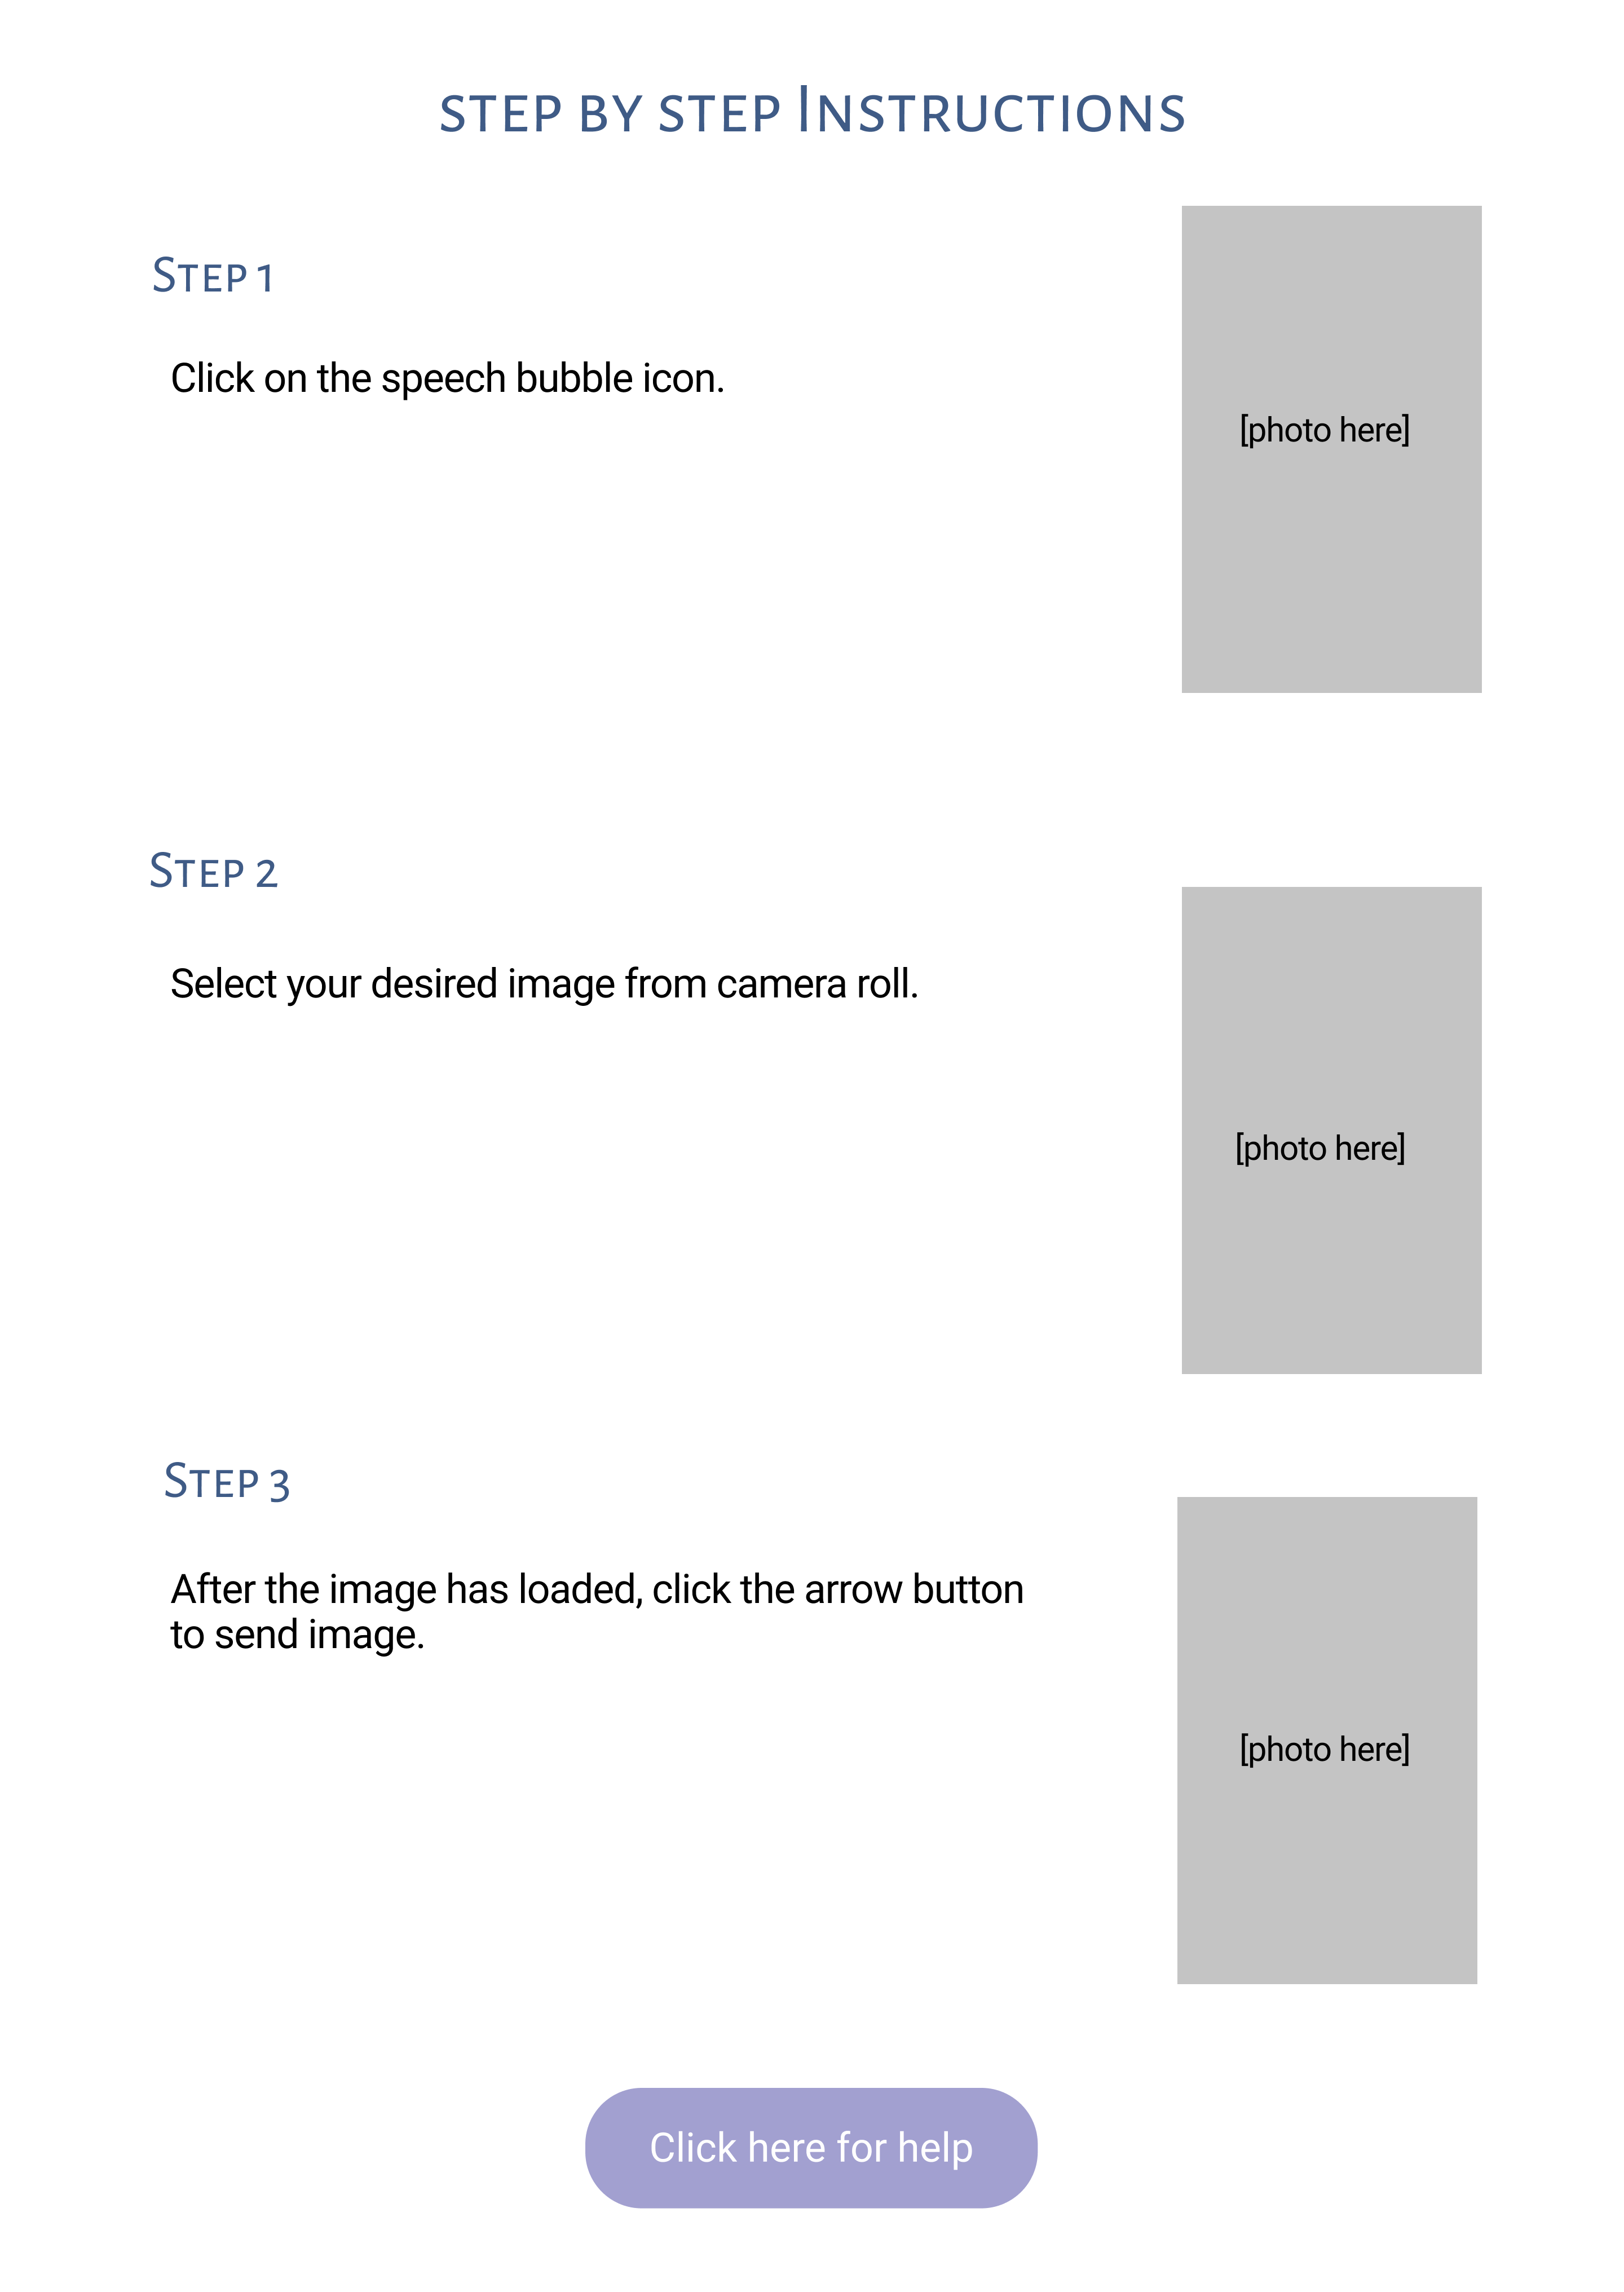 step by step Instructions
Step 1
Click on the speech bubble icon.
[photo here]
Step 2
Select your desired image from camera roll.
[photo here]
Step 3
After the image has loaded, click the arrow button
to send image.
[photo here]
Click here for help